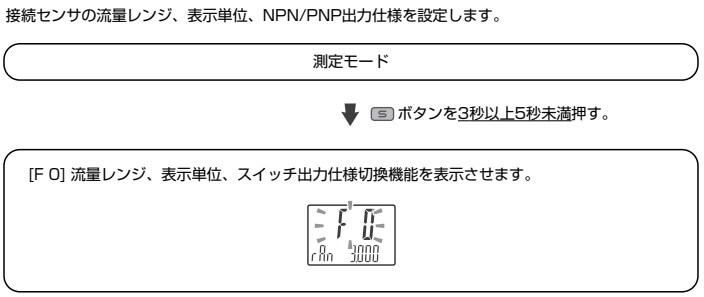 接続センサの流量レンジ、表示単位、NPN/PNP出力仕様を設定します。
測定モード
S ボタンを3秒以上5秒未満押す。
[F 0] 流量レンジ、表示単位、スイッチ出力仕様切換機能を表示させます。
F 0
rAn 3.000